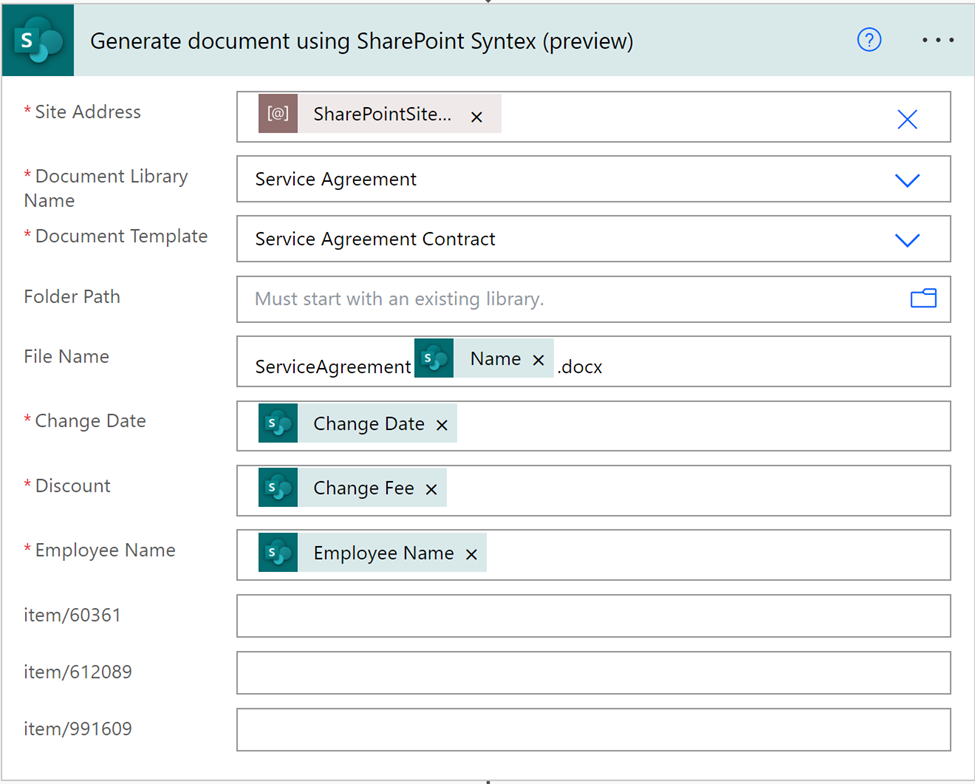 S Generate document using SharePoint Syntex (preview) ? ...
* Site Address [@] SharePointSite... ×
* Document Library Name Service Agreement
* Document Template Service Agreement Contract
Folder Path Must start with an existing library.
File Name ServiceAgreement S Name × .docx
* Change Date S Change Date ×
* Discount S Change Fee ×
* Employee Name S Employee Name ×
item/60361
item/612089
item/991609